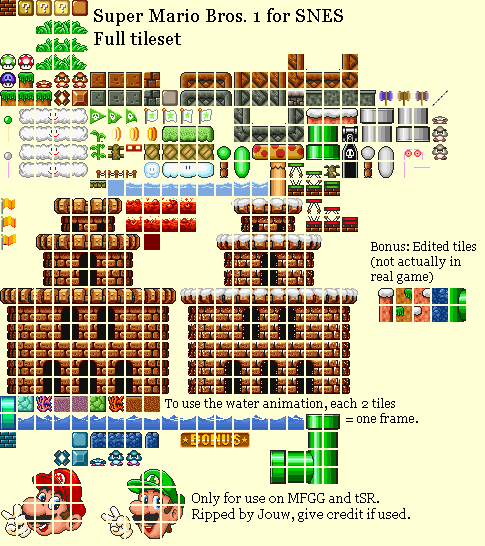 Super Mario Bros. 1 for SNES
Full tileset
Bonus: Edited tiles
(not actually in
real game)
To use the water animation, each 2 tiles
= one frame.
BONUS
Only for use on MFGG and tSR.
Ripped by Jouw, give credit if used.